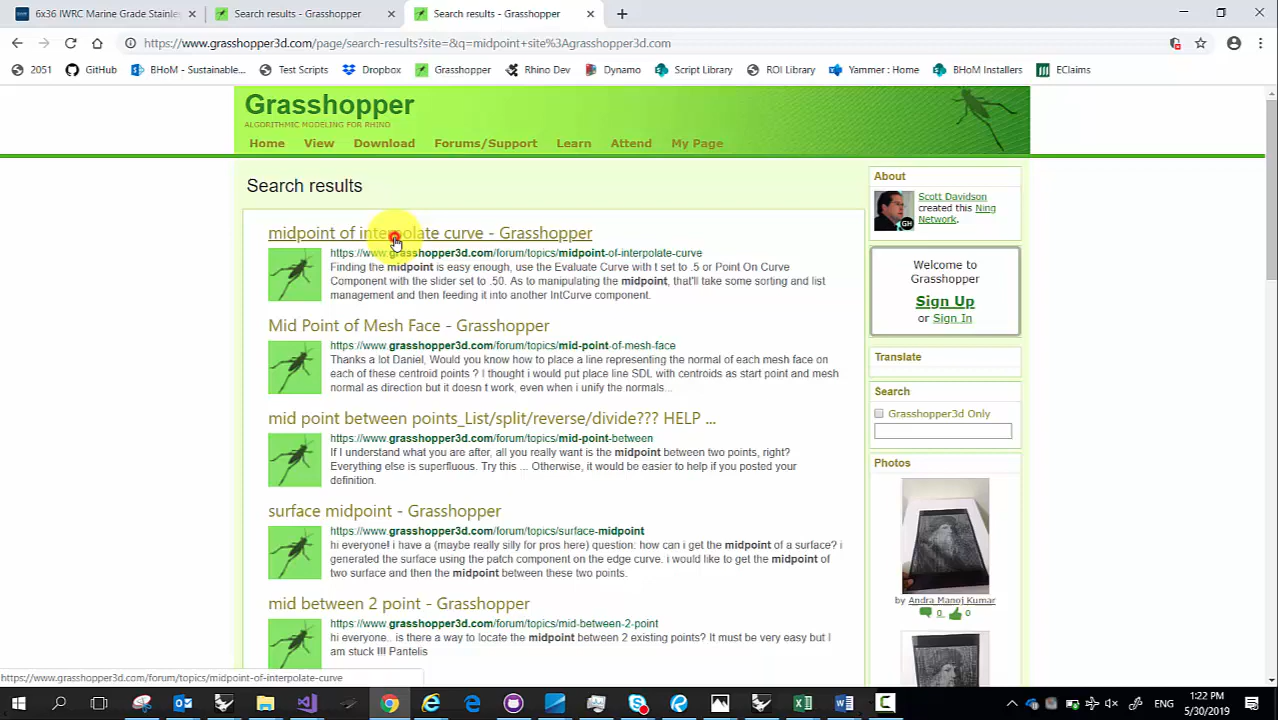 6x36 IWRC Marine Grade Stainles
Search results - Grasshopper
Search results - Grasshopper
https://www.grasshopper3d.com/page/search-results?site=&q=midpoint+site%3Agrasshopper3d.com
2051
GitHub
BHoM - Sustainable...
Test Scripts
Dropbox
Grasshopper
Rhino Dev
Dynamo
Script Library
ROI Library
Yammer : Home
BHoM Installers
EClaims
Grasshopper
ALGORITHMIC MODELING FOR RHINO
Home View Download Forums/Support Learn Attend My Page
Search results
midpoint of interpolate curve - Grasshopper
https://www.grasshopper3d.com/forum/topics/midpoint-of-interpolate-curve
Finding the midpoint is easy enough, use the Evaluate Curve with t set to .5 or Point On Curve
Component with the slider set to .50. As to manipulating the midpoint, that'll take some sorting and list
management and then feeding it into another IntCurve component.
Mid Point of Mesh Face - Grasshopper
https://www.grasshopper3d.com/forum/topics/mid-point-of-mesh-face
Thanks a lot Daniel, Would you know how to place a line representing the normal of each mesh face on
each of these centroid points ? I thought i would put place line SDL with centroids as start point and mesh
normal as direction but it doesn t work, even when i unify the normals...
mid point between points_List/split/reverse/divide??? HELP ...
https://www.grasshopper3d.com/forum/topics/mid-point-between
If I understand what you are after, all you really want is the midpoint between two points, right?
Everything else is superfluous. Try this ... Otherwise, it would be easier to help if you posted your
definition.
surface midpoint - Grasshopper
https://www.grasshopper3d.com/forum/topics/surface-midpoint
hi everyone! i have a (maybe really silly for pros here) question: how can i get the midpoint of a surface? i
generated the surface using the patch component on the edge curve. i would like to get the midpoint of
two surface and then the midpoint between these two points.
mid between 2 point - Grasshopper
https://www.grasshopper3d.com/forum/topics/mid-between-2-point
hi everyone.. is there a way to locate the midpoint between 2 existing points? It must be very easy but I
am stuck !!! Pantelis
About
GH
Scott Davidson
created this Ning
Network.
Welcome to
Grasshopper
Sign Up
or Sign In
Translate
Search
Grasshopper3d Only
Photos
by Andra Manoj Kumar
0 0
https://www.grasshopper3d.com/forum/topics/midpoint-of-interpolate-curve
1:22 PM
5/30/2019